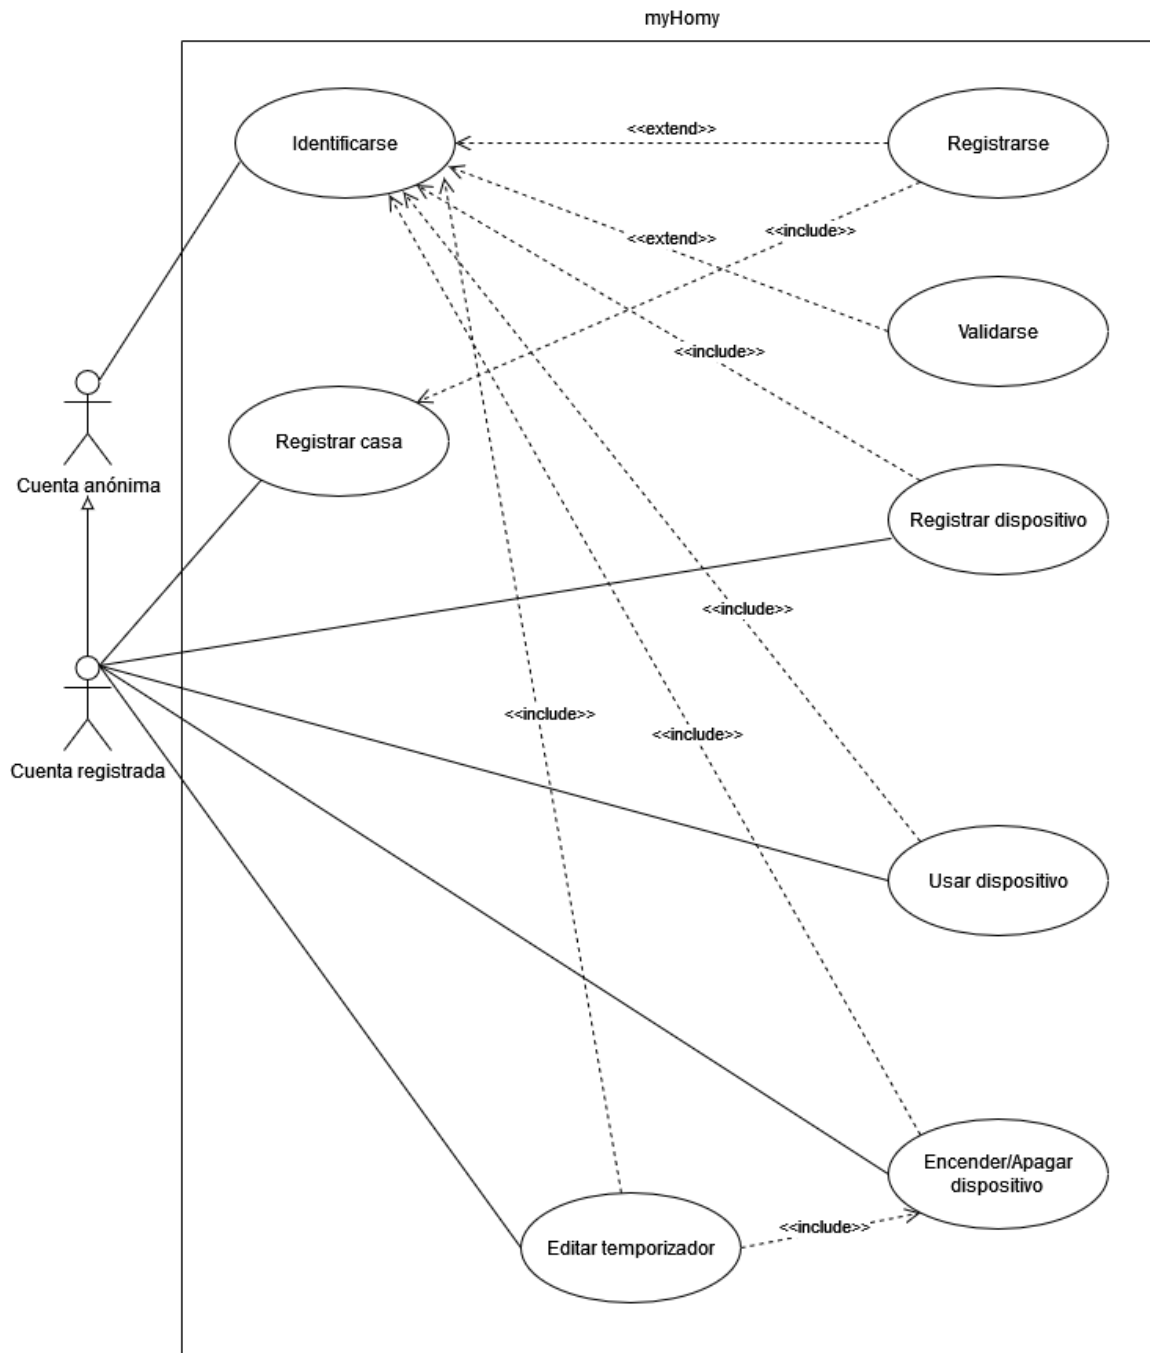 myHomy
Identificarse
<<extend>>
Registrarse
<<include>>
<<extend>>
Validarse
<<include>>
Registrar casa
Cuenta anónima
Registrar dispositivo
<<include>>
<<include>>
<<include>>
Cuenta registrada
Usar dispositivo
Encender/Apagar
dispositivo
<<include>>
Editar temporizador